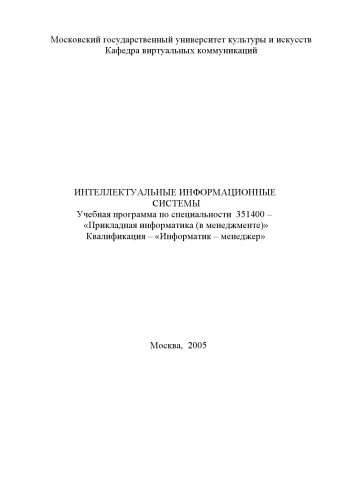 Московский государственный университет культуры и искусств
Кафедра виртуальных коммуникаций
ИНТЕЛЛЕКТУАЛЬНЫЕ ИНФОРМАЦИОННЫЕ
СИСТЕМЫ
Учебная программа по специальности 351400 –
«Прикладная информатика (в менеджменте)»
Квалификация – «Информатик – менеджер»
Москва, 2005